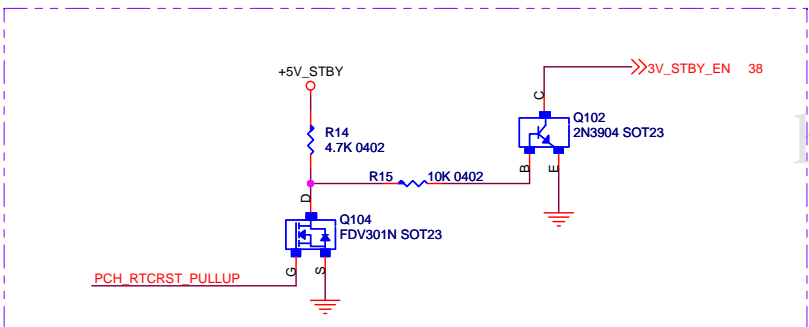 +5V_STBY
3V_STBY_EN 38
C
Q102
2N3904 SOT23
R14
4.7K 0402
B
E
R15 10K 0402
D
Q104
FDV301N SOT23
G
S
PCH_RTCRST_PULLUP